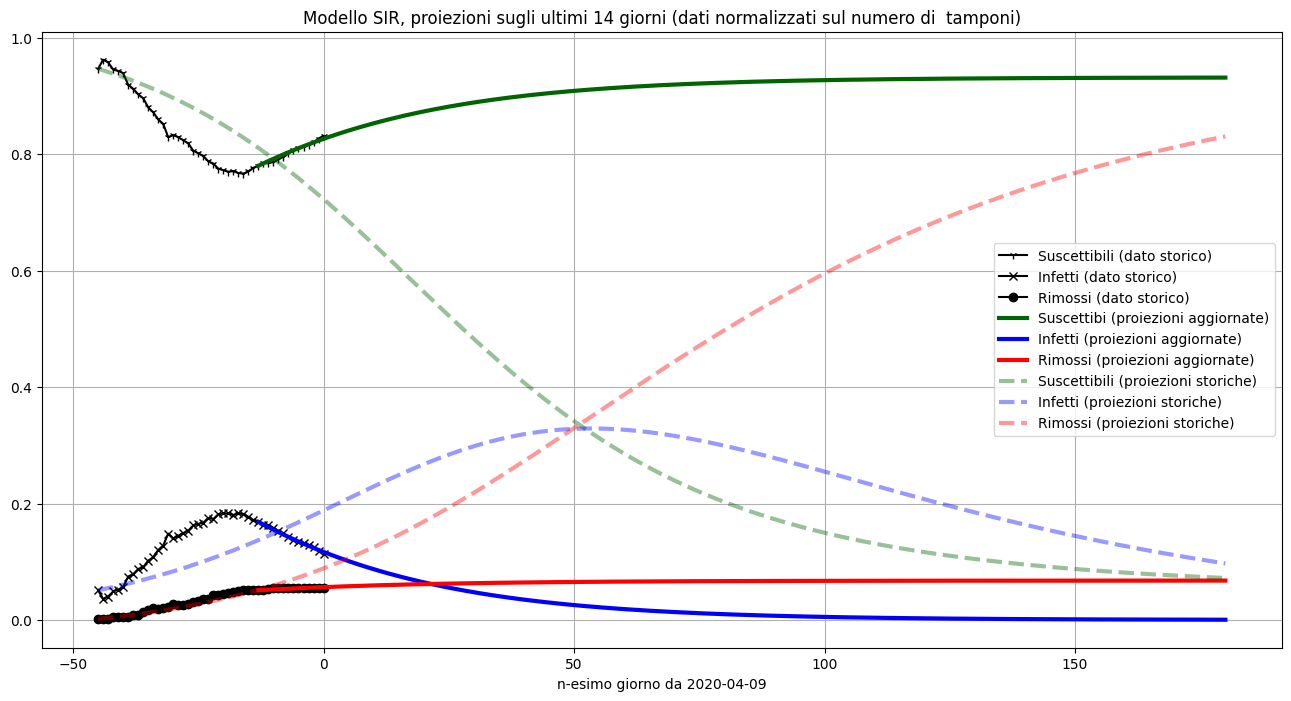 Modello SIR, proiezioni sugli ultimi 14 giorni (dati normalizzati sul numero di  tamponi)
1.0
0.8
0.6
0.4
0.2
0.0
Suscettibili (dato storico)
Infetti (dato storico)
Rimossi (dato storico)
Suscettibi (proiezioni aggiornate)
Infetti (proiezioni aggiornate)
Rimossi (proiezioni aggiornate)
Suscettibili (proiezioni storiche)
Infetti (proiezioni storiche)
Rimossi (proiezioni storiche)
−50 0 50 100 150
n-esimo giorno da 2020-04-09